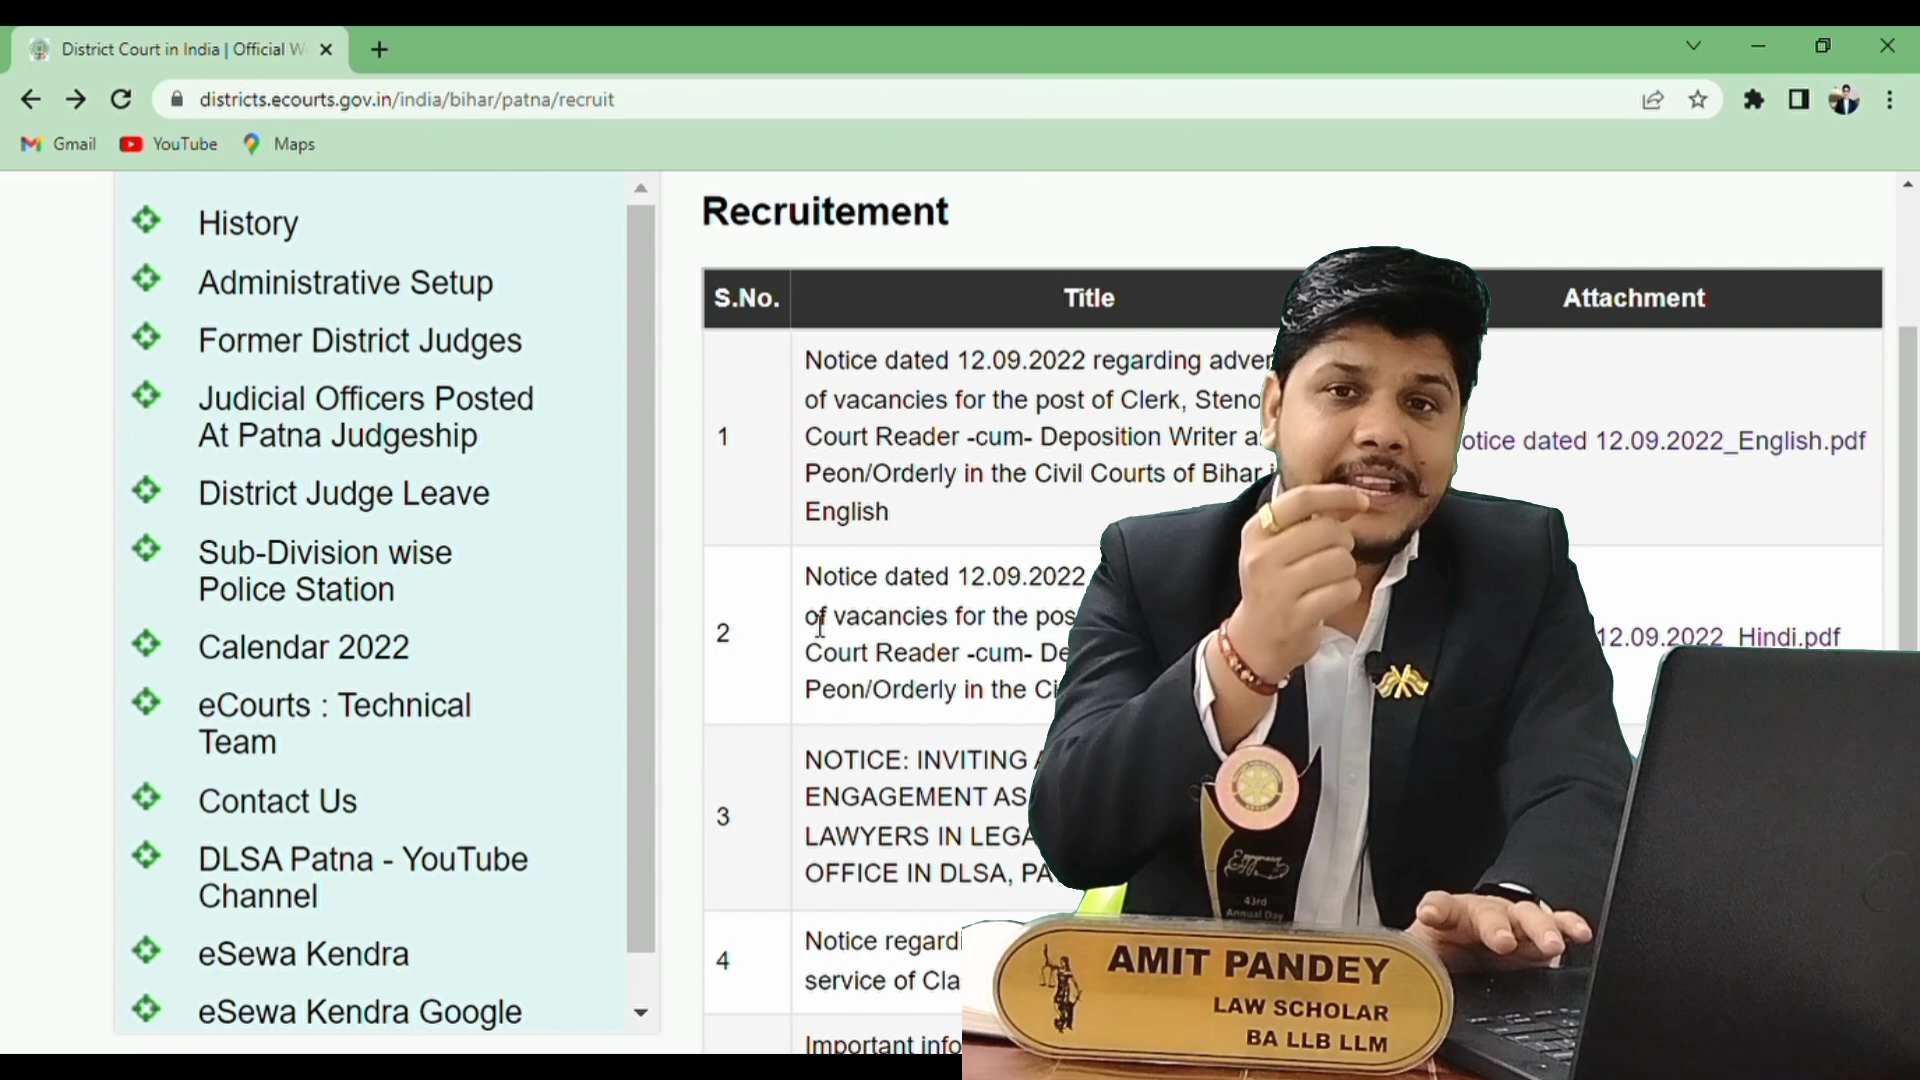 District Court in India | Official W
districts.ecourts.gov.in/india/bihar/patna/recruit
Gmail
YouTube
Maps
History
Administrative Setup
Former District Judges
Judicial Officers Posted
At Patna Judgeship
District Judge Leave
Sub-Division wise
Police Station
Calendar 2022
eCourts : Technical
Team
Contact Us
DLSA Patna - YouTube
Channel
eSewa Kendra
eSewa Kendra Google
Recruitement
S.No. Title Attachment
1
Notice dated 12.09.2022 regarding adver
of vacancies for the post of Clerk, Steno
Court Reader -cum- Deposition Writer a
Peon/Orderly in the Civil Courts of Bihar i
English
otice dated 12.09.2022_English.pdf
2
Notice dated 12.09.2022
of vacancies for the pos
Court Reader -cum- De
Peon/Orderly in the Ci
12.09.2022_Hindi.pdf
3
NOTICE: INVITING A
ENGAGEMENT AS
LAWYERS IN LEGA
OFFICE IN DLSA, PA
4
Notice regardi
service of Cla
Important info
43rd
Annual Day
AMIT PANDEY
LAW SCHOLAR
BA LLB LLM